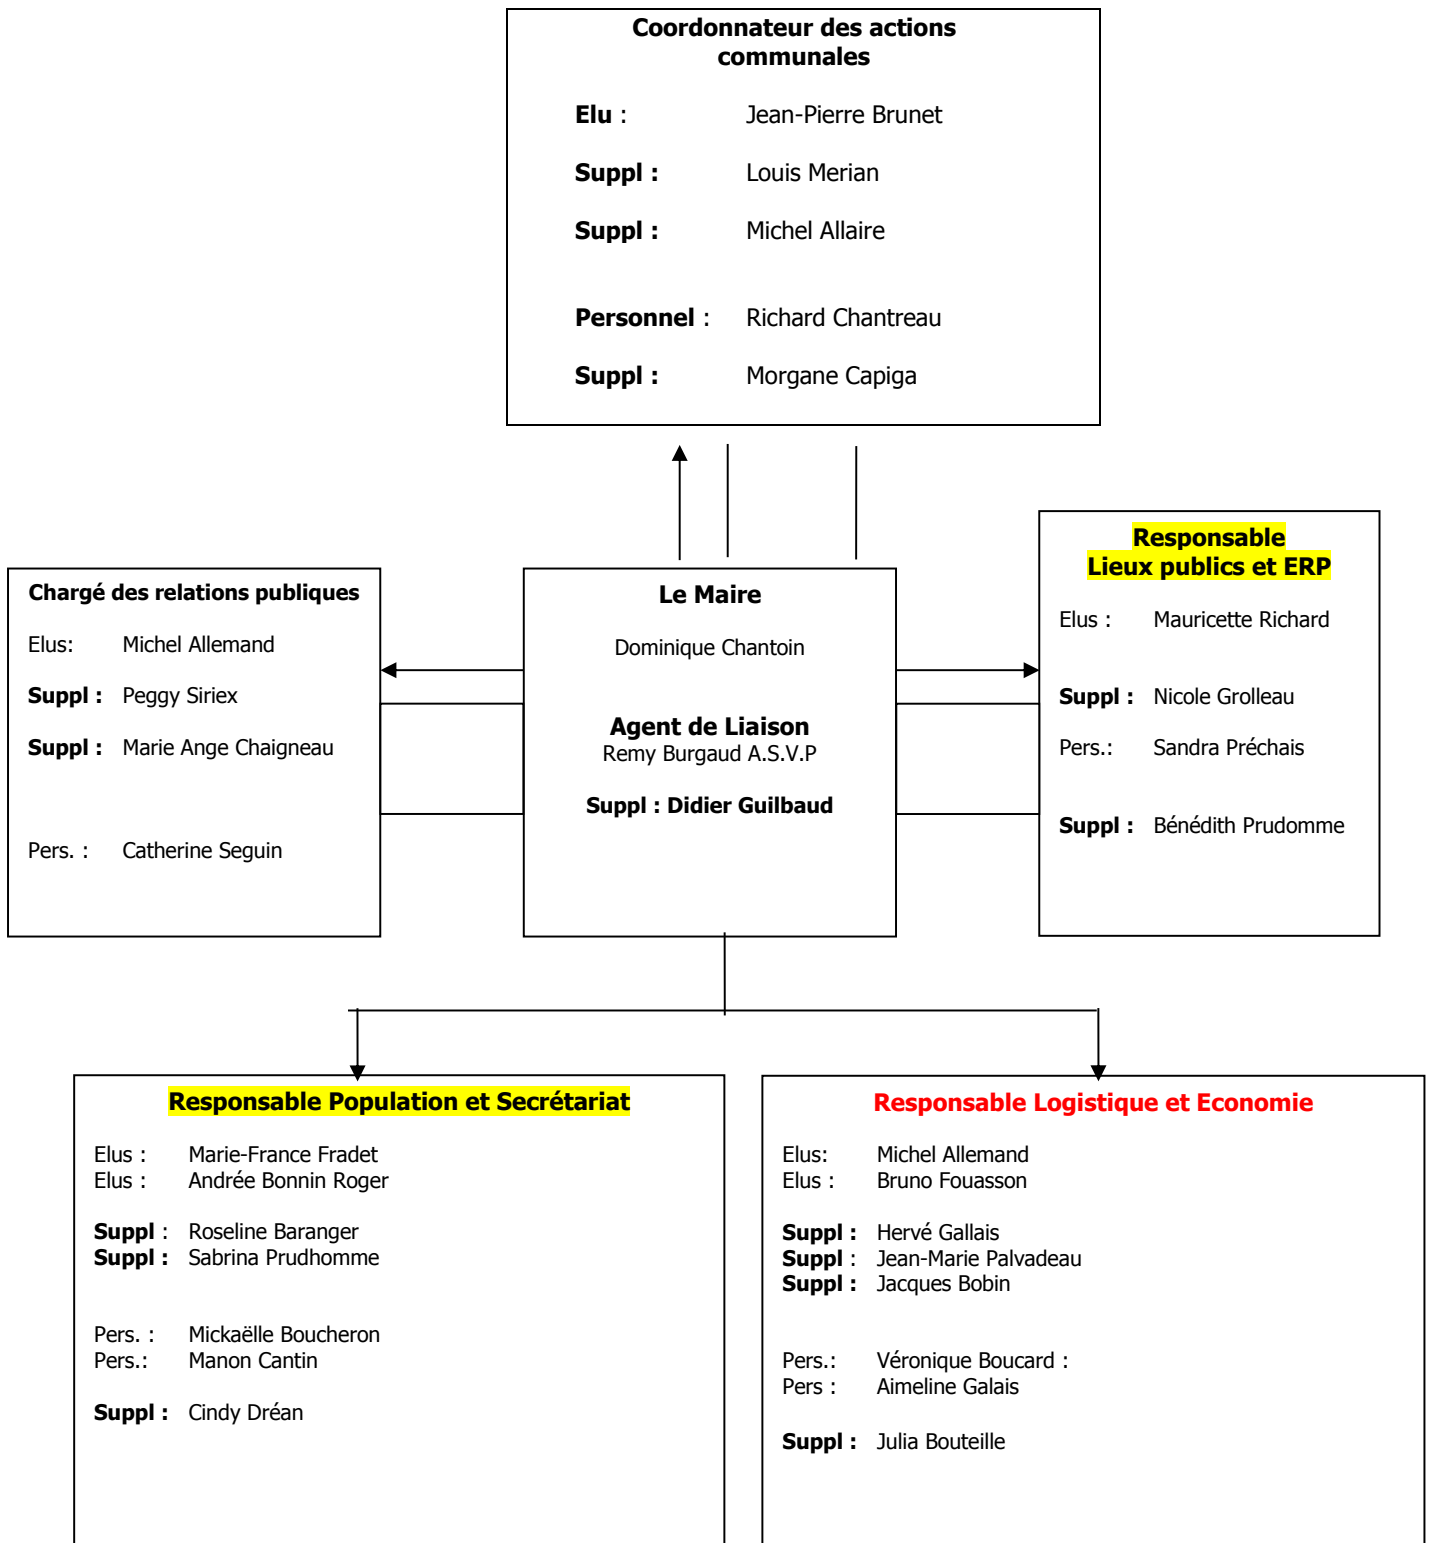 Coordonnateur des actions
communales
Elu : Jean-Pierre Brunet
Suppl : Louis Merian
Suppl : Michel Allaire
Personnel : Richard Chantreau
Suppl : Morgane Capiga
Chargé des relations publiques
Elus: Michel Allemand
Suppl : Peggy Siriex
Suppl : Marie Ange Chaigneau
Pers. : Catherine Seguin
Le Maire
Dominique Chantoin
Agent de Liaison
Remy Burgaud A.S.V.P
Suppl : Didier Guilbaud
Responsable
Lieux publics et ERP
Elus : Mauricette Richard
Suppl : Nicole Grolleau
Pers.: Sandra Préchais
Suppl : Bénédith Prudomme
Responsable Population et Secrétariat
Elus : Marie-France Fradet
Elus : Andrée Bonnin Roger
Suppl : Roseline Baranger
Suppl : Sabrina Prudhomme
Pers. : Mickaëlle Boucheron
Pers.: Manon Cantin
Suppl : Cindy Dréan
Responsable Logistique et Economie
Elus: Michel Allemand
Elus : Bruno Fouasson
Suppl : Hervé Gallais
Suppl : Jean-Marie Palvadeau
Suppl : Jacques Bobin
Pers.: Véronique Boucard :
Pers : Aimeline Galais
Suppl : Julia Bouteille